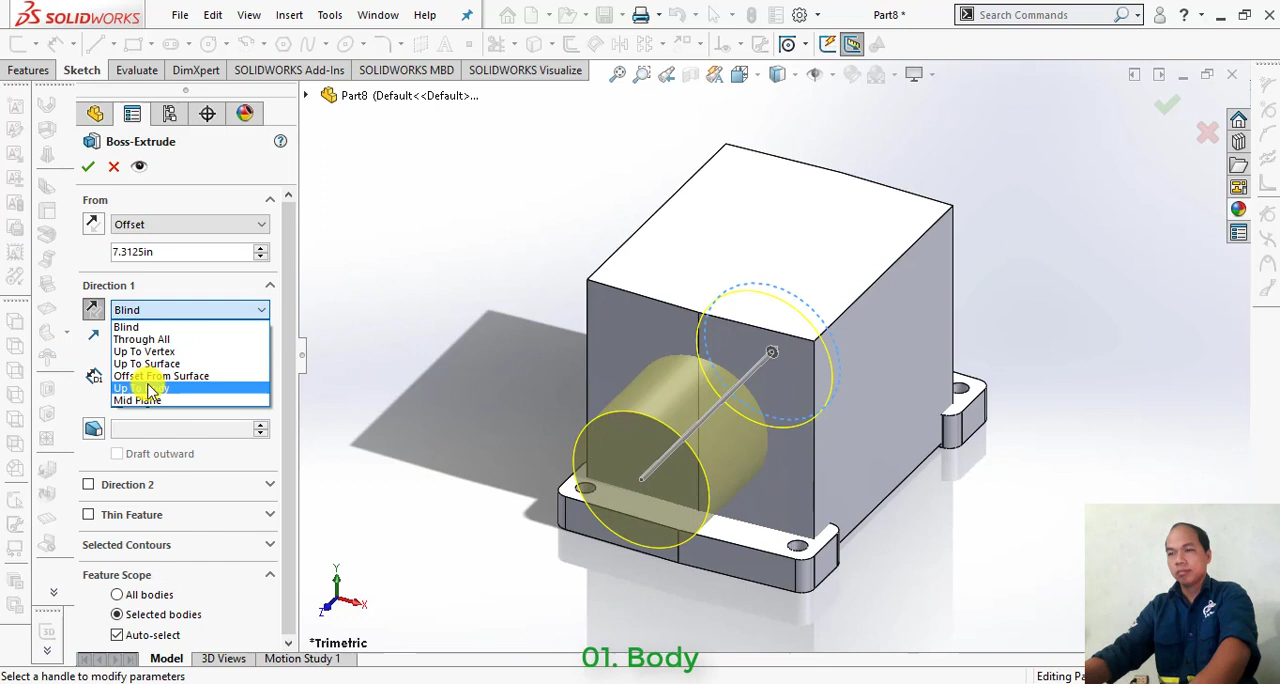 SOLIDWORKS
File Edit View Insert Tools Window Help
Part8 *
Search Commands
Features Sketch Evaluate DimXpert SOLIDWORKS Add-Ins SOLIDWORKS MBD SOLIDWORKS Visualize
Part8 (Default<<Default>...
Boss-Extrude
From
Offset
7.3125in
Direction 1
Blind
Blind
Through All
Up To Vertex
Up To Surface
Offset From Surface
Mid Plane
Draft outward
Direction 2
Thin Feature
Selected Contours
Feature Scope
All bodies
Selected bodies
Auto-select
Y
X
Z
*Trimetric
Model 3D Views Motion Study 1
01. Body
Select a handle to modify parameters
Editing Pa